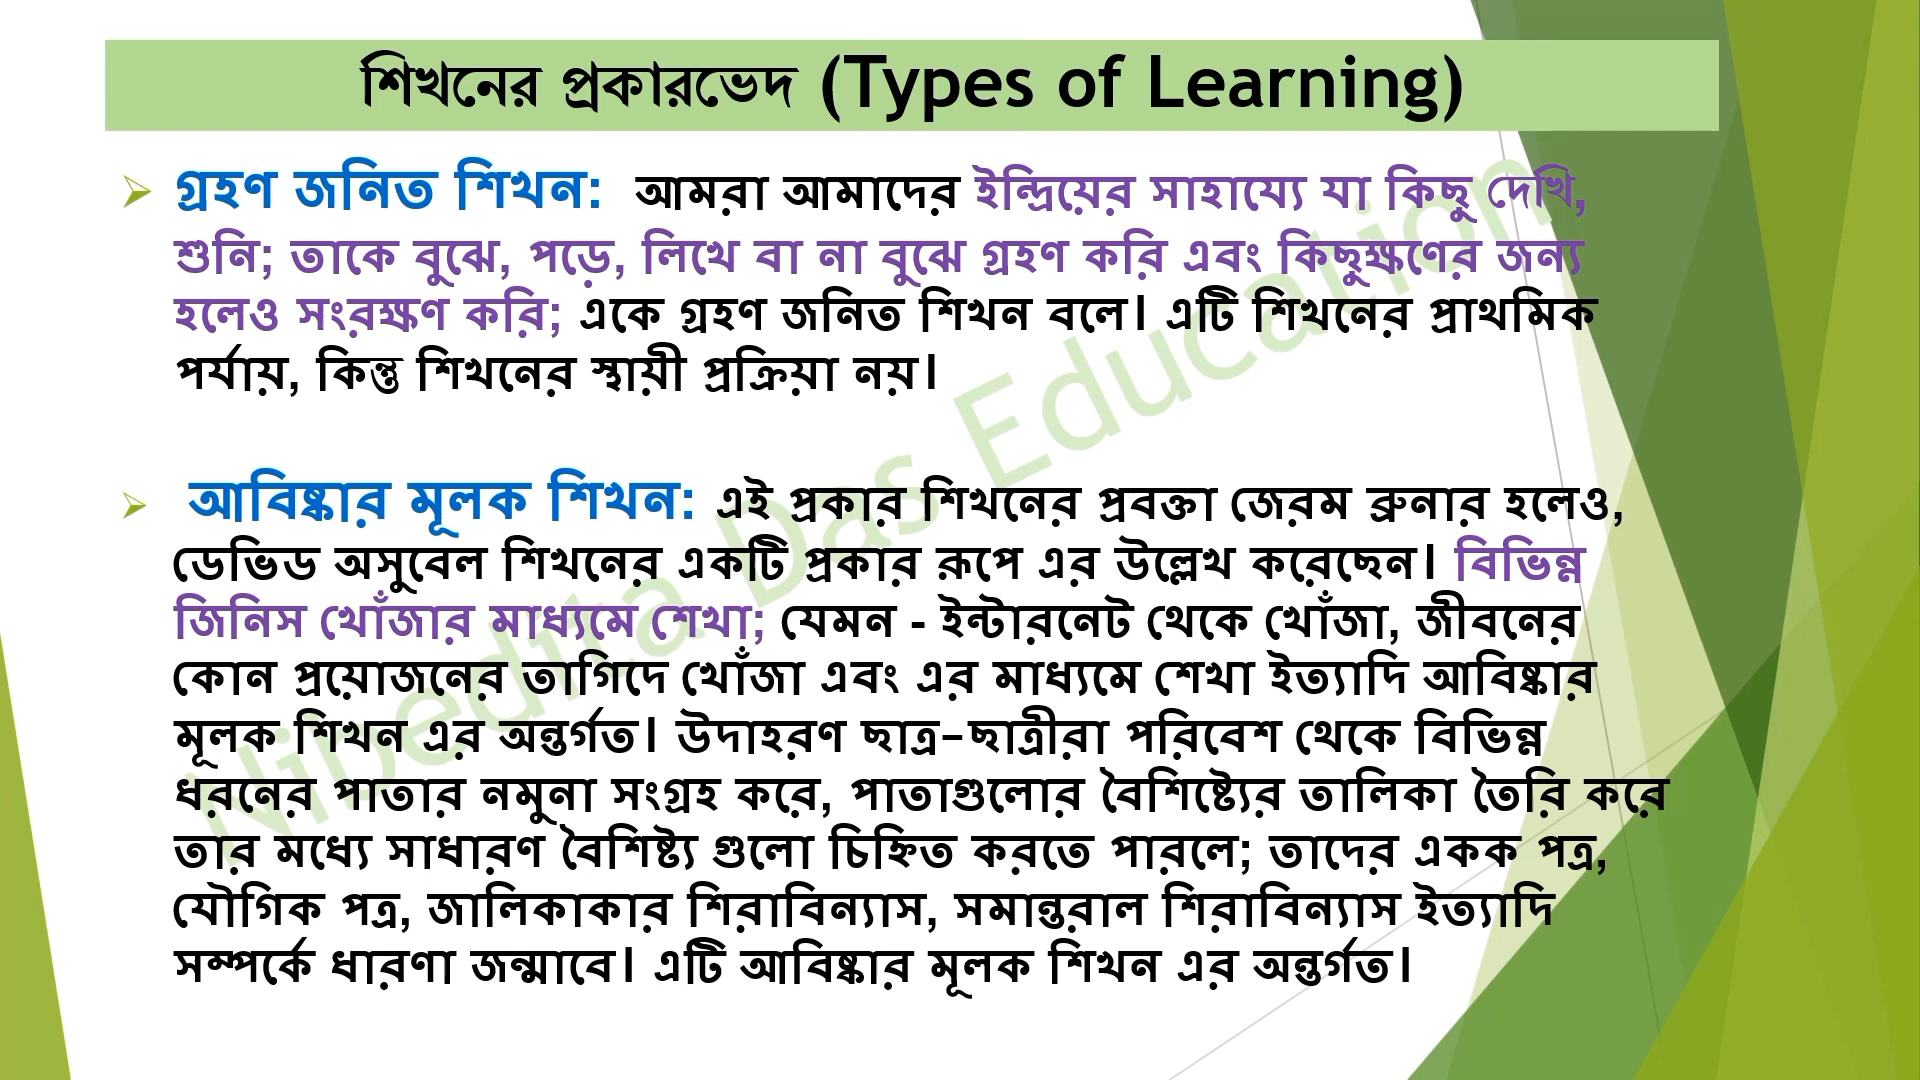 শিখনের প্রকারভেদ (Types of Learning)
গ্রহণ জনিত শিখন: আমরা আমাদের ইন্দ্রিয়ের সাহায্যে যা কিছু দেখি,
শুনি; তাকে বুঝে, পড়ে, লিখে বা না বুঝে গ্রহণ করি এবং কিছুক্ষণের জন্য
হলেও সংরক্ষণ করি; একে গ্রহণ জনিত শিখন বলে। এটি শিখনের প্রাথমিক
পর্যায়, কিন্তু শিখনের স্থায়ী প্রক্রিয়া নয়।
আবিষ্কার মূলক শিখন: এই প্রকার শিখনের প্রবক্তা জেরম ব্রুনার হলেও,
ডেভিড অসুবেল শিখনের একটি প্রকার রূপে এর উল্লেখ করেছেন। বিভিন্ন
জিনিস খোঁজার মাধ্যমে শেখা; যেমন - ইন্টারনেট থেকে খোঁজা, জীবনের
কোন প্রয়োজনের তাগিদে খোঁজা এবং এর মাধ্যমে শেখা ইত্যাদি আবিষ্কার
মূলক শিখন এর অন্তর্গত। উদাহরণ ছাত্র–ছাত্রীরা পরিবেশ থেকে বিভিন্ন
ধরনের পাতার নমুনা সংগ্রহ করে, পাতাগুলোর বৈশিষ্ট্যের তালিকা তৈরি করে
তার মধ্যে সাধারণ বৈশিষ্ট্য গুলো চিহ্নিত করতে পারলে; তাদের একক পত্র,
যৌগিক পত্র, জালিকাকার শিরাবিন্যাস, সমান্তরাল শিরাবিন্যাস ইত্যাদি
সম্পর্কে ধারণা জন্মাবে। এটি আবিষ্কার মূলক শিখন এর অন্তর্গত।
Nibedita Das Education